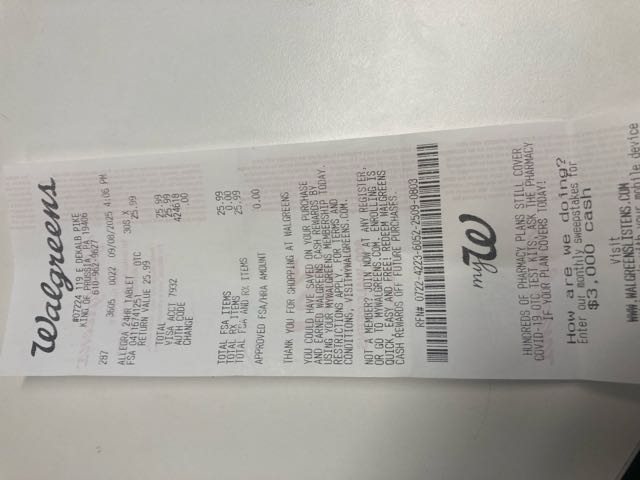 Walgreens
#07224 119 E DEKALB PIKE
KING OF PRUSSIA, PA 19406
610-962-9627
287 3605 0022 09/08/2025 4:06 PM
ALLEGRA 24HR TABLET 30S X
FSA 04116741251 OTC 25.99
RETURN VALUE 25.99
TOTAL 25.99
VISA ACCT 7932 25.99
AUTH CODE 424618
CHANGE .00
TOTAL FSA ITEMS 25.99
TOTAL RX ITEMS 0.00
TOTAL FSA AND RX ITEMS 25.99
APPROVED FSA/HRA AMOUNT 0.00
THANK YOU FOR SHOPPING AT WALGREENS
YOU COULD HAVE SAVED ON YOUR PURCHASE
AND EARNED WALGREENS CASH REWARDS BY
USING YOUR MYWALGREENS MEMBERSHIP TODAY.
RESTRICTIONS APPLY. FOR TERMS AND
CONDITIONS, VISIT MYWALGREENS.COM.
NOT A MEMBER? JOIN NOW AT ANY REGISTER,
OR GO TO MYWALGREENS.COM. ENROLLING IS
QUICK, EASY AND FREE! REDEEM WALGREENS
CASH REWARDS OFF FUTURE PURCHASES.
RFN# 0722-4223-6052-2509-0803
myW
HUNDREDS OF PHARMACY PLANS STILL COVER
COVID-19 OTC TEST KITS. ASK THE PHARMACY
IF YOUR PLAN COVERS TODAY!
How are we doing?
Enter our monthly sweepstakes for
$3,000 cash
Visit
WWW.WALGREENSLISTENS.COM
mobile device